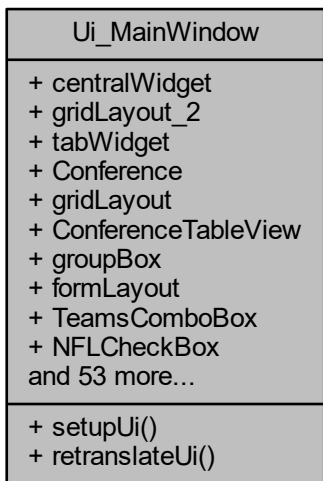 Ui_MainWindow
+ centralWidget
+ gridLayout_2
+ tabWidget
+ Conference
+ gridLayout
+ ConferenceTableView
+ groupBox
+ formLayout
+ TeamsComboBox
+ NFLCheckBox
and 53 more...
+ setupUi()
+ retranslateUi()